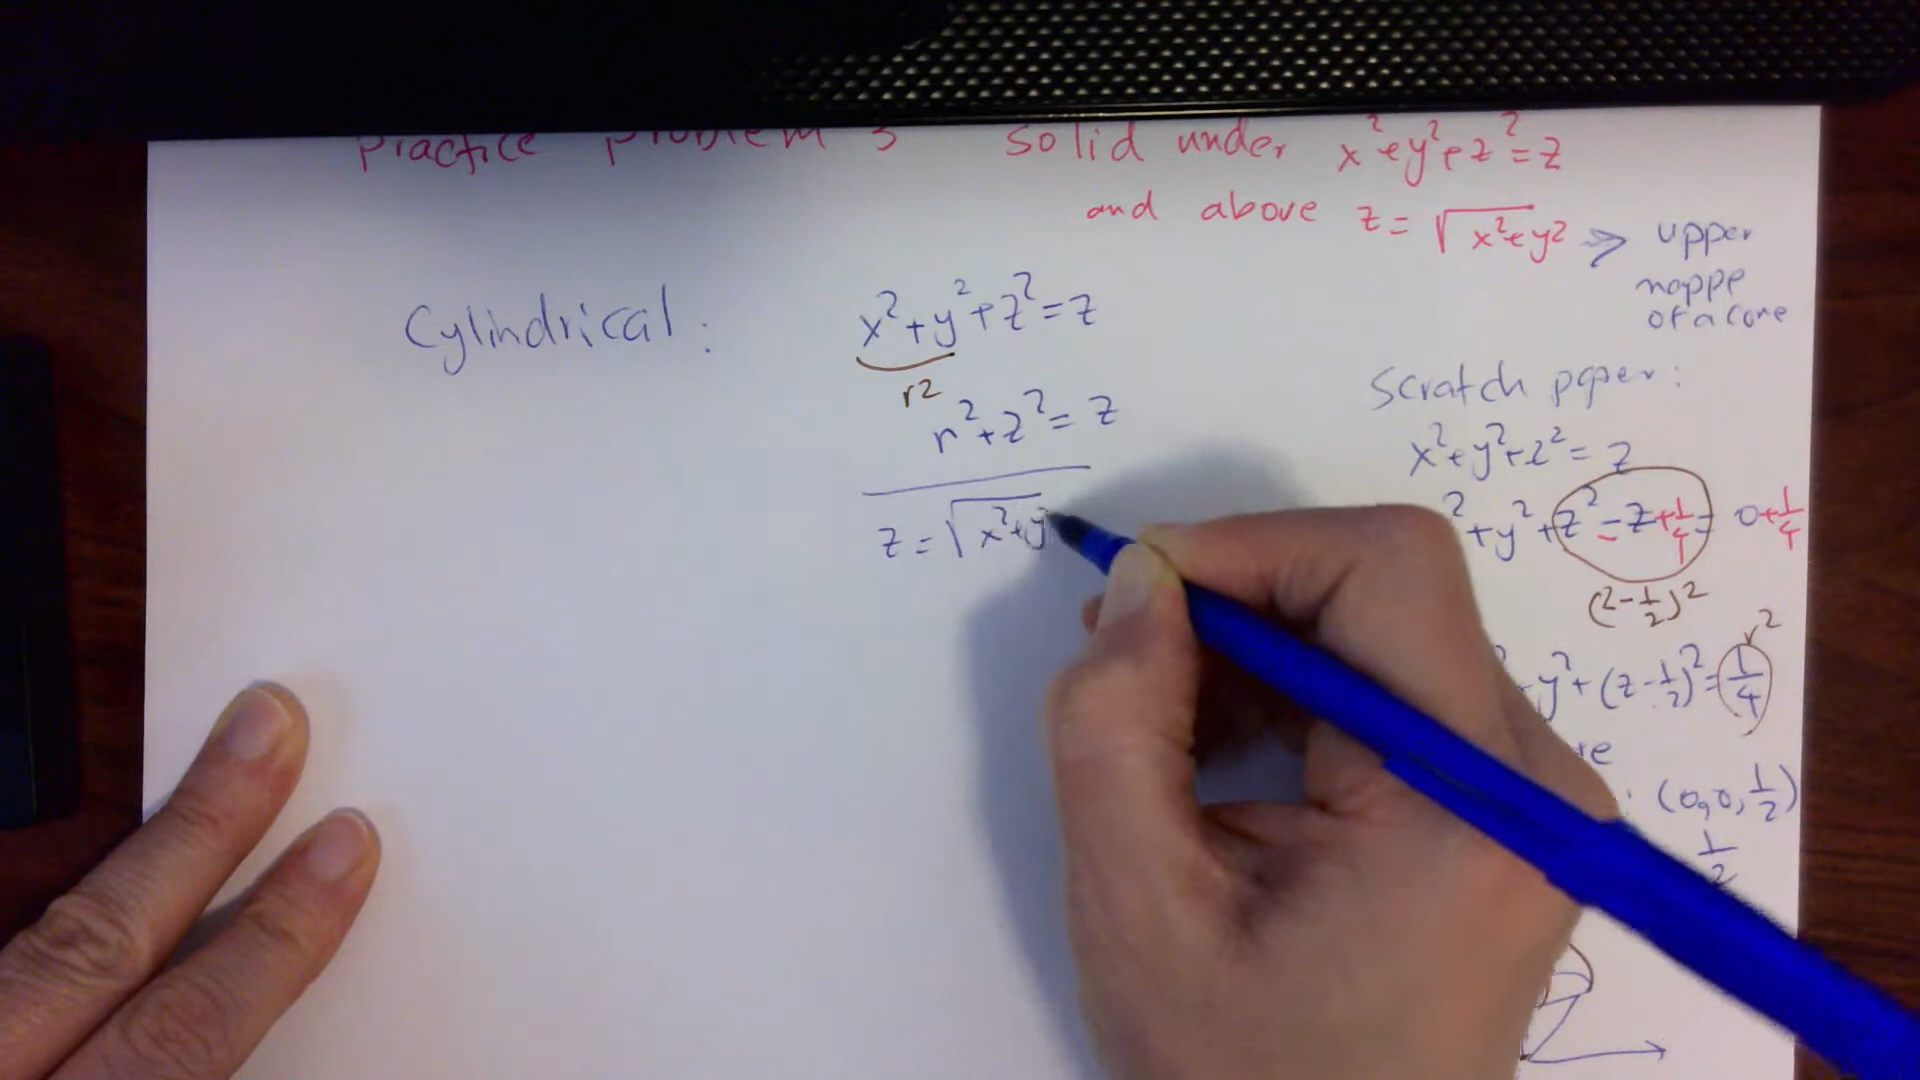 Practice problem 3 solid under x²+y²+z²=z
and above z=√x²+y² ⇒ upper
nappe
of a cone
Cylindrical: x²+y²+z²=z
r²
r²+z²=z
z=√x²+y²
Scratch paper:
x²+y²+z²=z
²+y²+z²-z+1/4= 0+1/4
(z-1/2)²
r²
y²+(z-1/2)²=1/4
: (0,0,1/2)
1/2